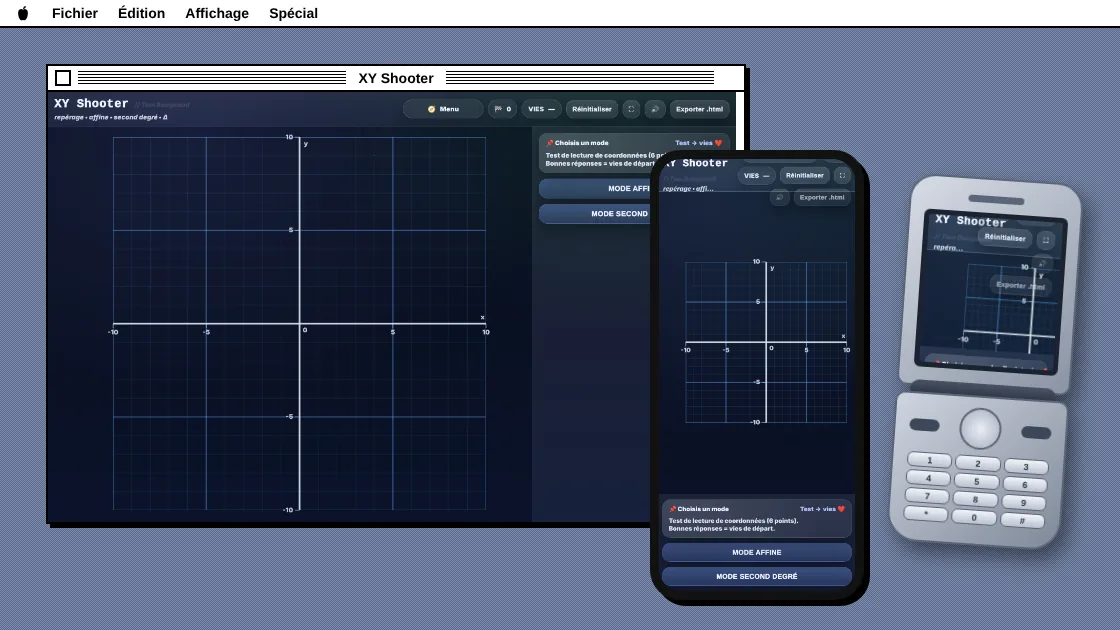 Fichier Édition Affichage Spécial
XY Shooter
XY Shooter
repérage • affine • second degré • Δ
🧭 Menu
🏁 0
VIES —
Réinitialiser
Exporter .html
10
y
5
x
-10 -5 0 5 10
-5
-10
📌 Choisis un mode
Test → vies ❤️
Test de lecture de coordonnées (6
Bonnes réponses = vies de départ
MODE AFFI
MODE SECOND
XY Shooter
VIES —
Réinitialiser
repérage • affi...
Exporter .html
10
y
5
x
-10 -5 0 5 10
-5
-10
📌 Choisis un mode
Test → vies ❤️
Test de lecture de coordonnées (6 points).
Bonnes réponses = vies de départ.
MODE AFFINE
MODE SECOND DEGRÉ
XY Shooter
Réinitialiser
repéra...
10
y
Exporter .html
5
-10 -5 0
1 2 3
4 5 6
7 8 9
* 0 #